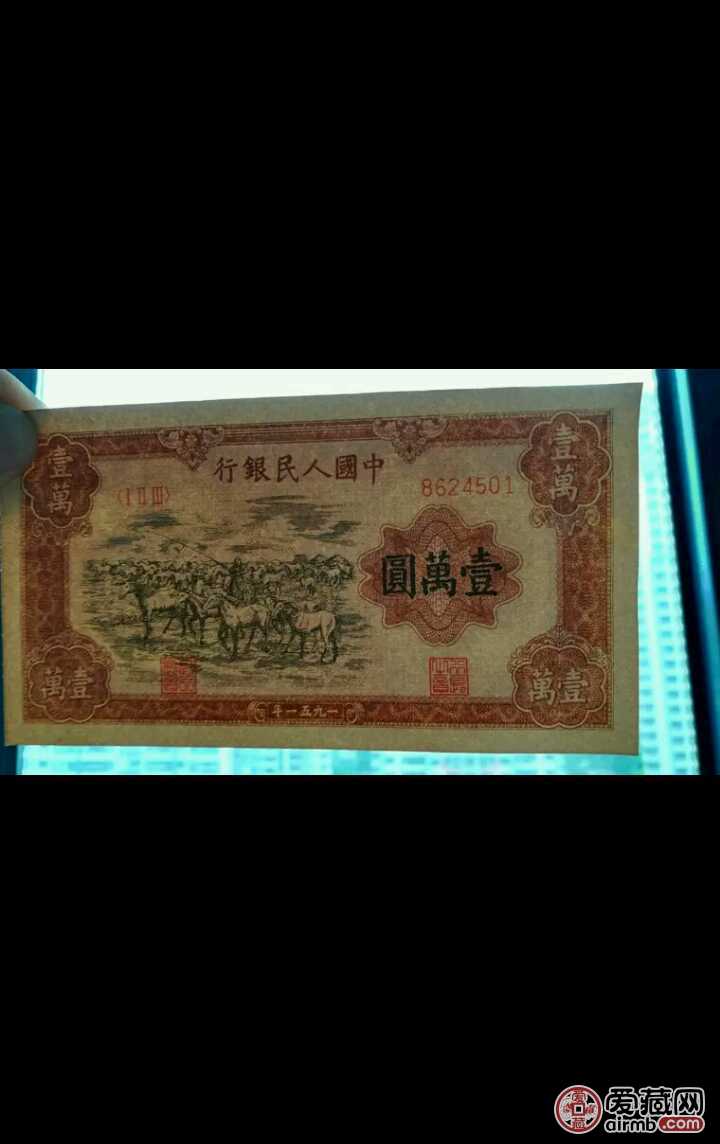 行銀民人國中
〈I II III〉
8624501
壹萬
壹萬
圓萬壹
萬壹
萬壹
年一五九一
爱藏网
airmb.com